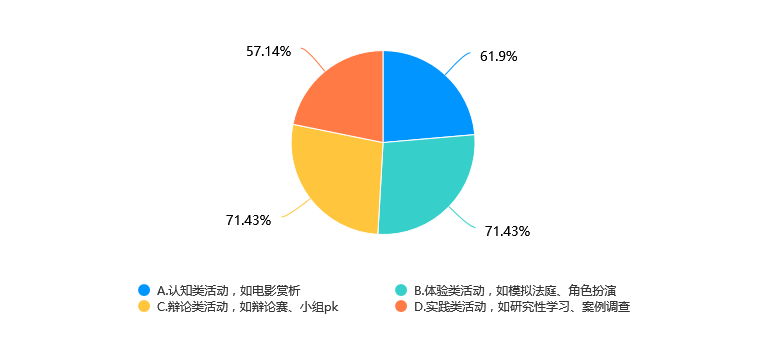 57.14%
61.9%
71.43%
71.43%
A.认知类活动，如电影赏析
B.体验类活动，如模拟法庭、角色扮演
C.辩论类活动，如辩论赛、小组pk
D.实践类活动，如研究性学习、案例调查